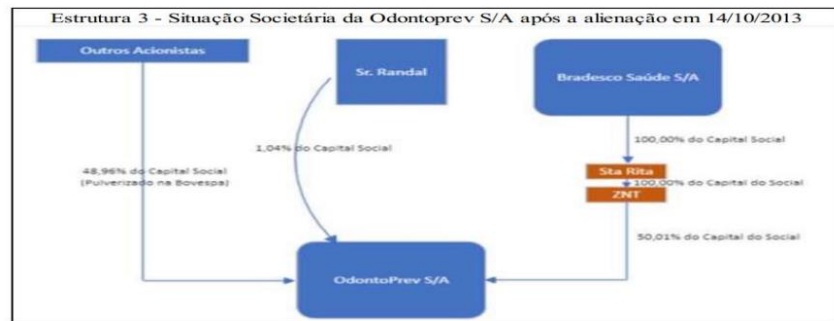 Estrutura 3 - Situação Societária da Odontoprev S/A após a alienação em 14/10/2013
Outros Acionistas
Sr. Randal
Bradesco Saúde S/A
100,00% do Capital Social
1,04% do Capital Social
48,96% do Capital Social
(Pulverizado na Bovespa)
Sta Rita
100,00% do Capital do Social
ZNT
50,01% do Capital do Social
OdontoPrev S/A